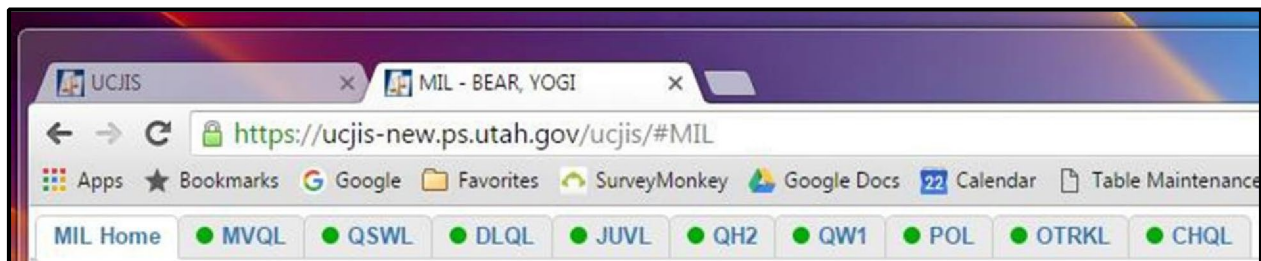 UCJIS MIL - BEAR, YOGI
https://ucjis-new.ps.utah.gov/ucjis/#MIL
Apps Bookmarks Google Favorites SurveyMonkey Google Docs 22 Calendar Table Maintenance
MIL Home MVQL QSWL DLQL JUVL QH2 QW1 POL OTRKL CHQL